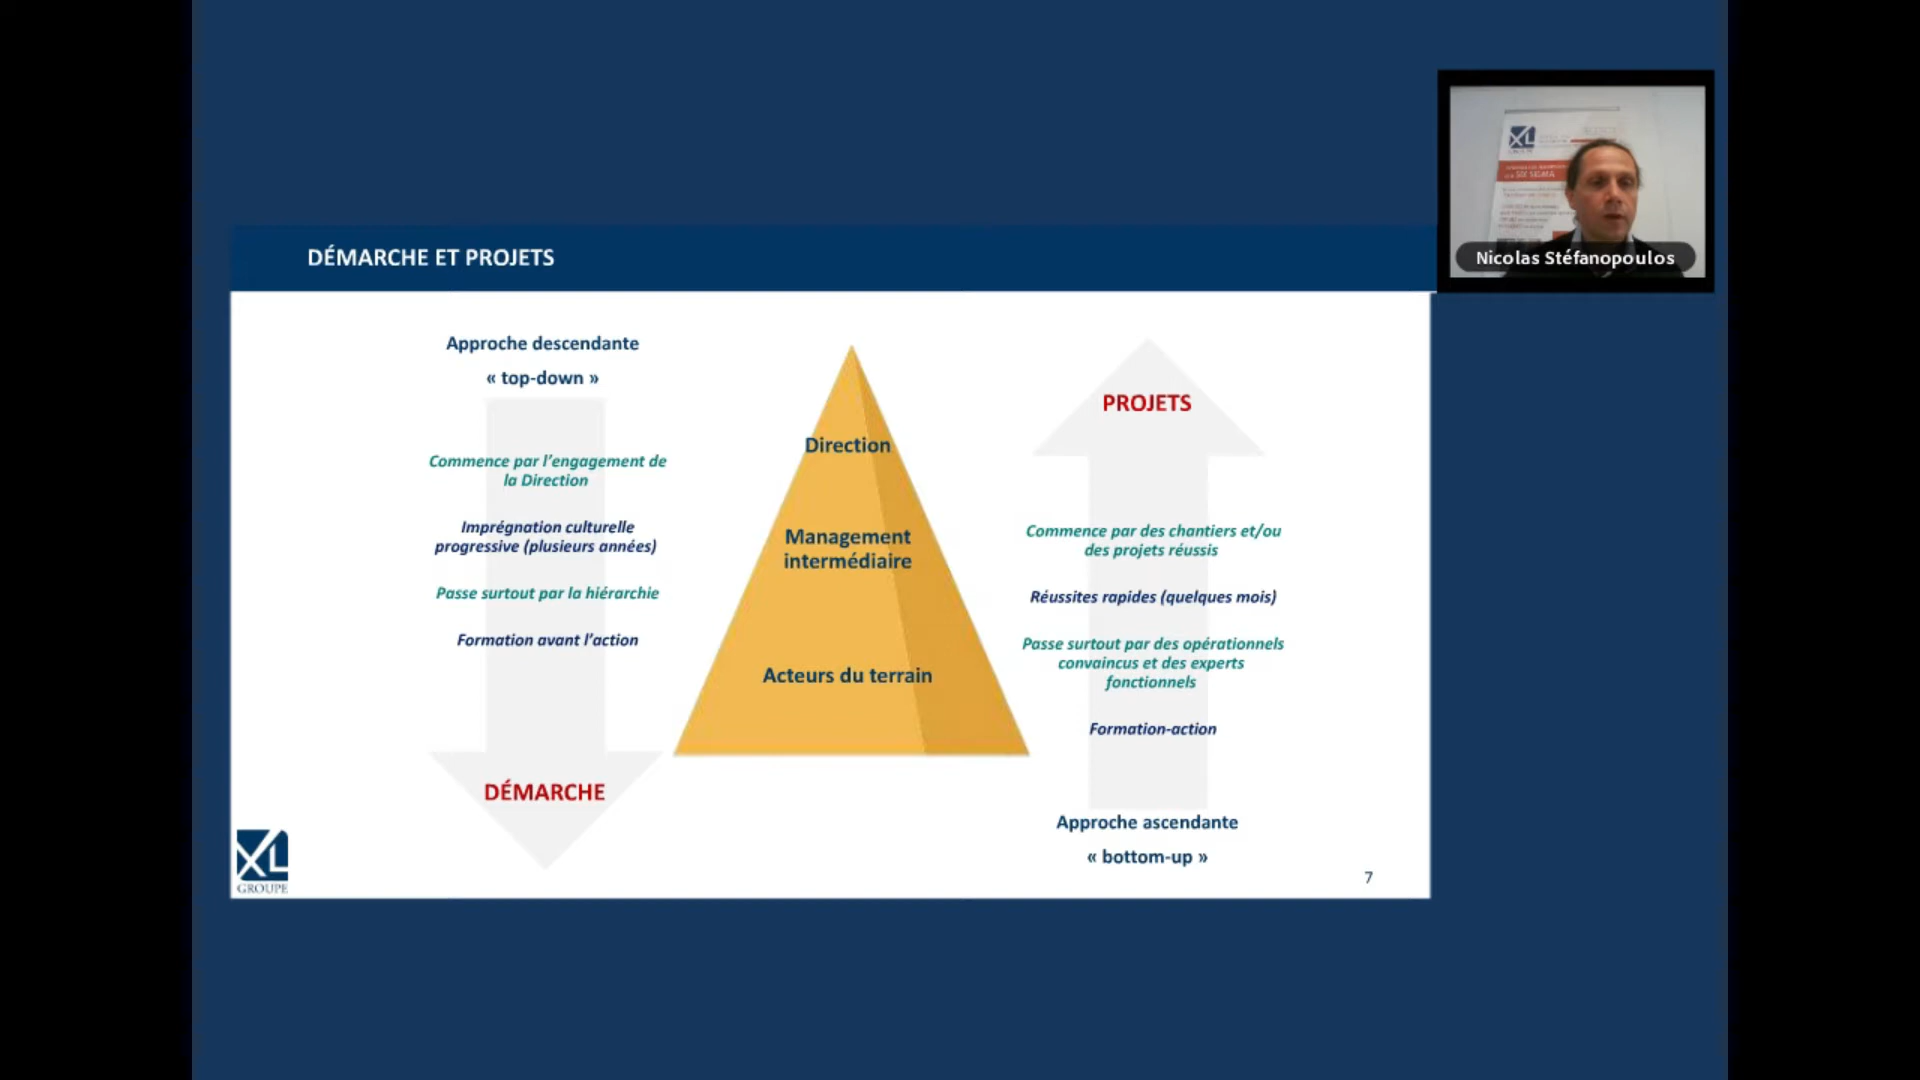 DÉMARCHE ET PROJETS
Approche descendante
« top-down »
Commence par l'engagement de
la Direction
Imprégnation culturelle
progressive (plusieurs années)
Passe surtout par la hiérarchie
Formation avant l'action
DÉMARCHE
Direction
Management
intermédiaire
Acteurs du terrain
PROJETS
Commence par des chantiers et/ou
des projets réussis
Réussites rapides (quelques mois)
Passe surtout par des opérationnels
convaincus et des experts
fonctionnels
Formation-action
Approche ascendante
« bottom-up »
7
XL
GROUPE
XL
SIX SIGMA
Nicolas Stéfanopoulos